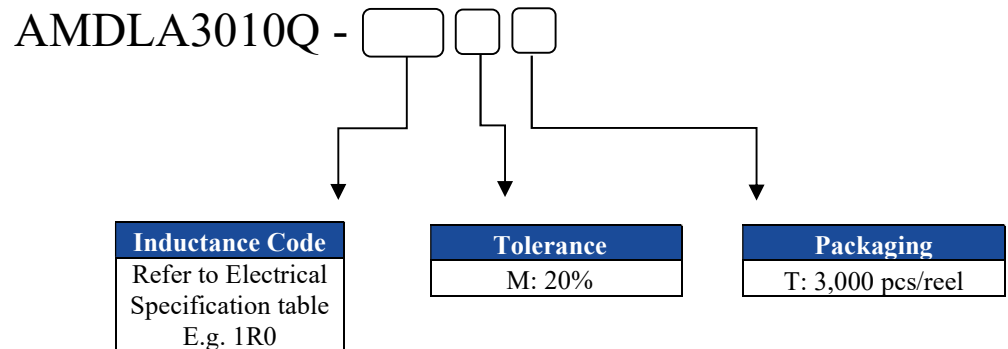 AMDLA3010Q -
Inductance Code
Refer to Electrical
Specification table
E.g. 1R0
Tolerance
M: 20%
Packaging
T: 3,000 pcs/reel